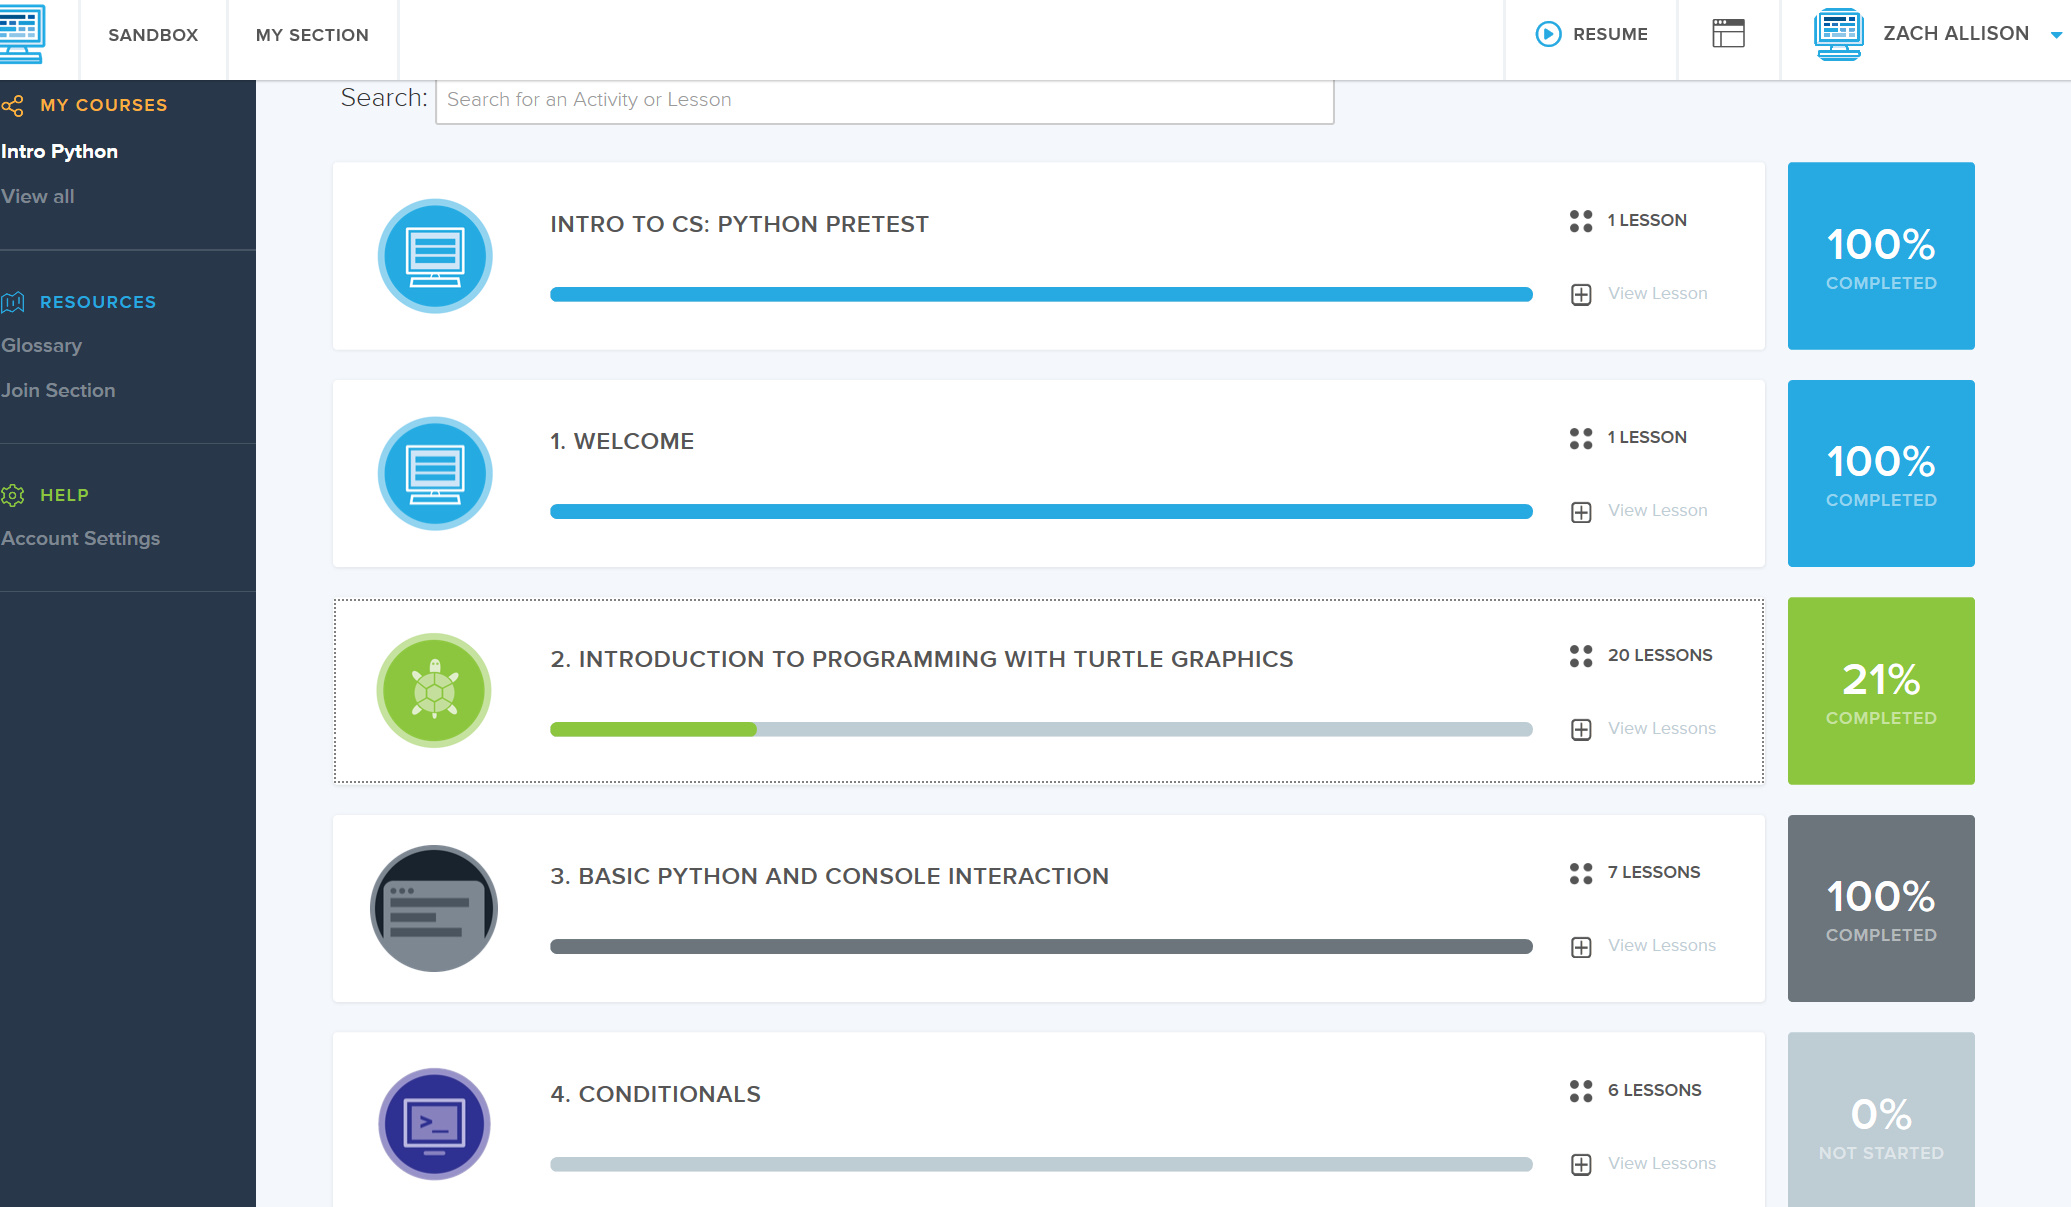 SANDBOX
MY SECTION
RESUME
ZACH ALLISON
MY COURSES
Intro Python
View all
RESOURCES
Glossary
Join Section
HELP
Account Settings
Search:
Search for an Activity or Lesson
INTRO TO CS: PYTHON PRETEST
1 LESSON
View Lesson
100%
COMPLETED
1. WELCOME
1 LESSON
View Lesson
100%
COMPLETED
2. INTRODUCTION TO PROGRAMMING WITH TURTLE GRAPHICS
20 LESSONS
View Lessons
21%
COMPLETED
3. BASIC PYTHON AND CONSOLE INTERACTION
7 LESSONS
View Lessons
100%
COMPLETED
4. CONDITIONALS
6 LESSONS
View Lessons
0%
NOT STARTED